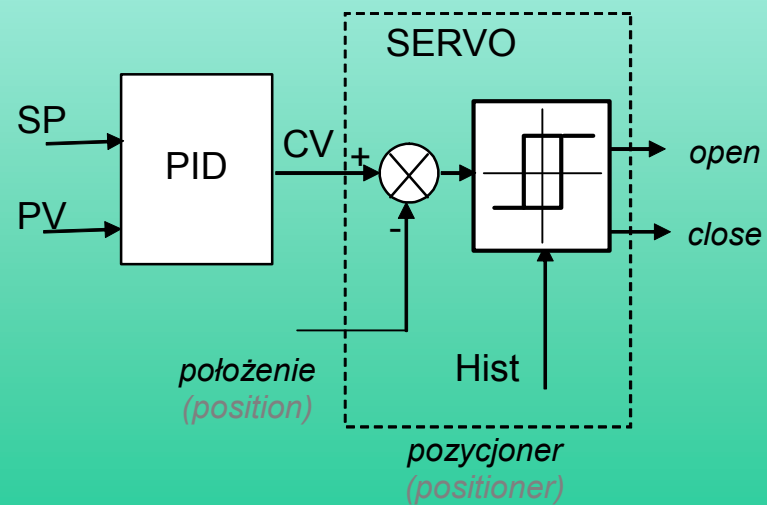 SERVO
SP
PID
CV
+
open
PV
-
close
położenie
(position)
Hist
pozycjoner
(positioner)